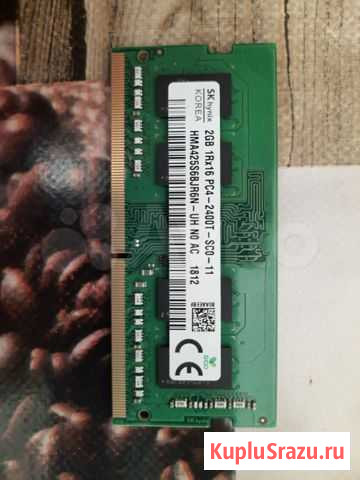 SK hynix
KOREA
2GB 1Rx16 PC4-2400T-SC0-11
HMA425S6BJR6N-UH N0 AC 1812
KupluSrazu.ru